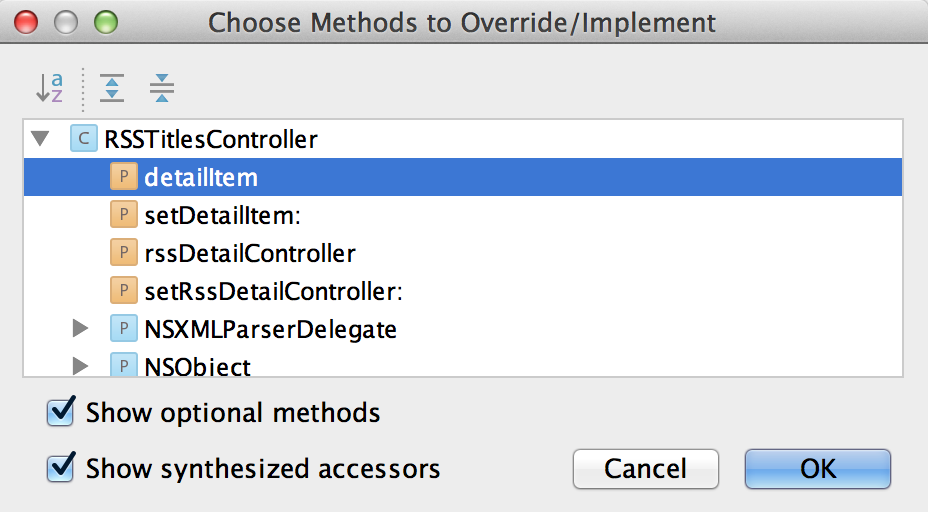 Choose Methods to Override/Implement
a
z
C RSSTitlesController
P detailItem
P setDetailItem:
P rssDetailController
P setRssDetailController:
P NSXMLParserDelegate
P NSObject
Show optional methods
Show synthesized accessors
Cancel OK